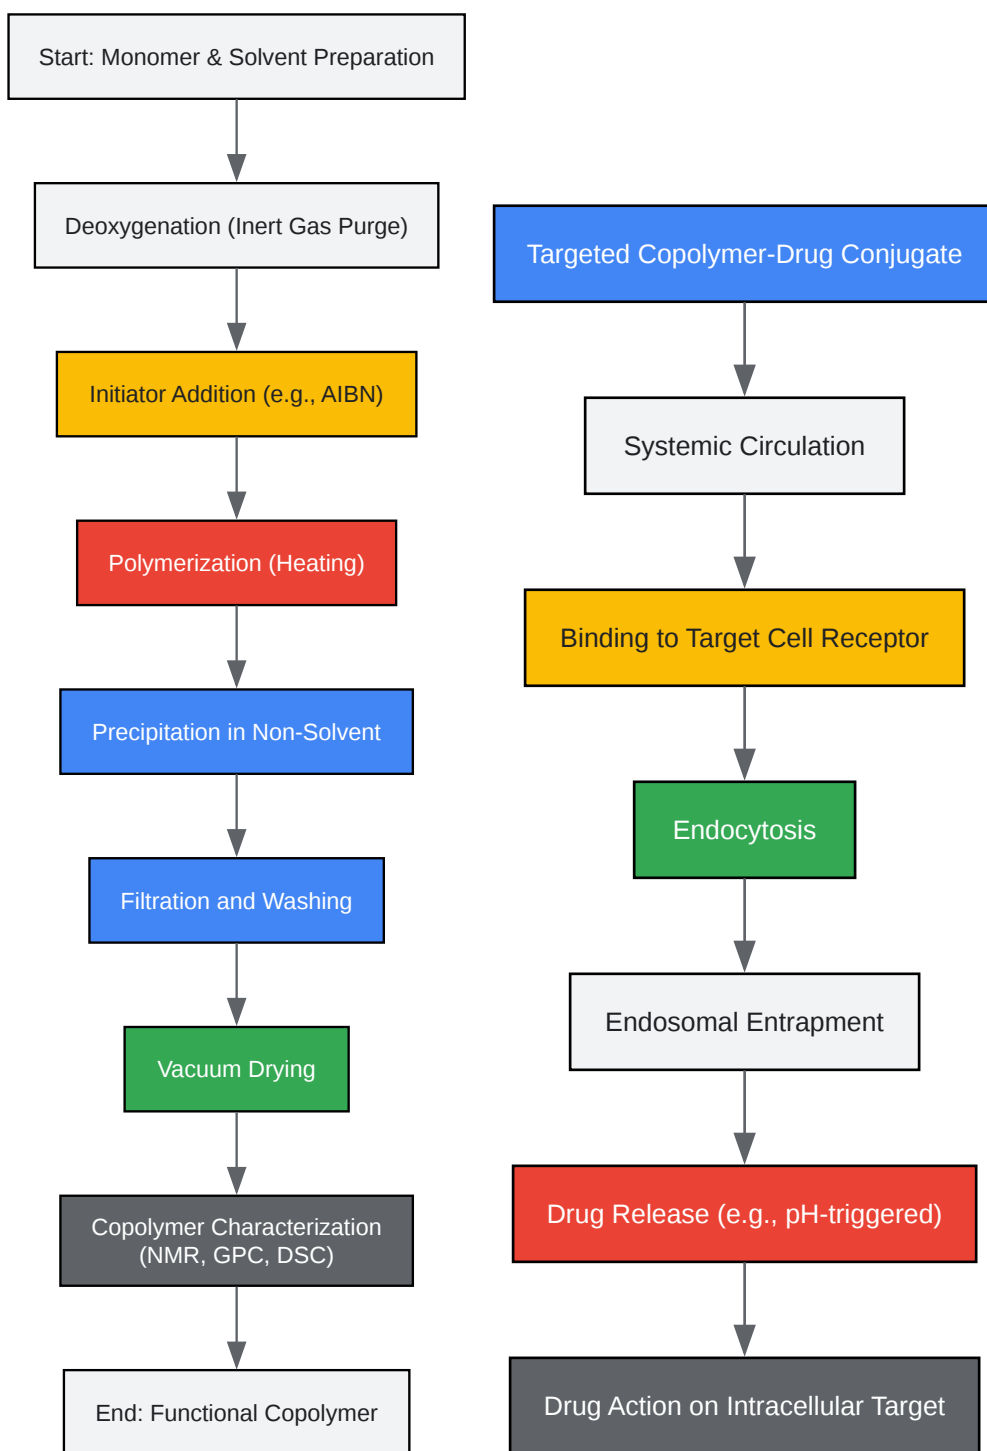 Start: Monomer & Solvent Preparation
Deoxygenation (Inert Gas Purge)
Initiator Addition (e.g., AIBN)
Polymerization (Heating)
Precipitation in Non-Solvent
Filtration and Washing
Vacuum Drying
Copolymer Characterization
(NMR, GPC, DSC)
End: Functional Copolymer
Targeted Copolymer-Drug Conjugate
Systemic Circulation
Binding to Target Cell Receptor
Endocytosis
Endosomal Entrapment
Drug Release (e.g., pH-triggered)
Drug Action on Intracellular Target